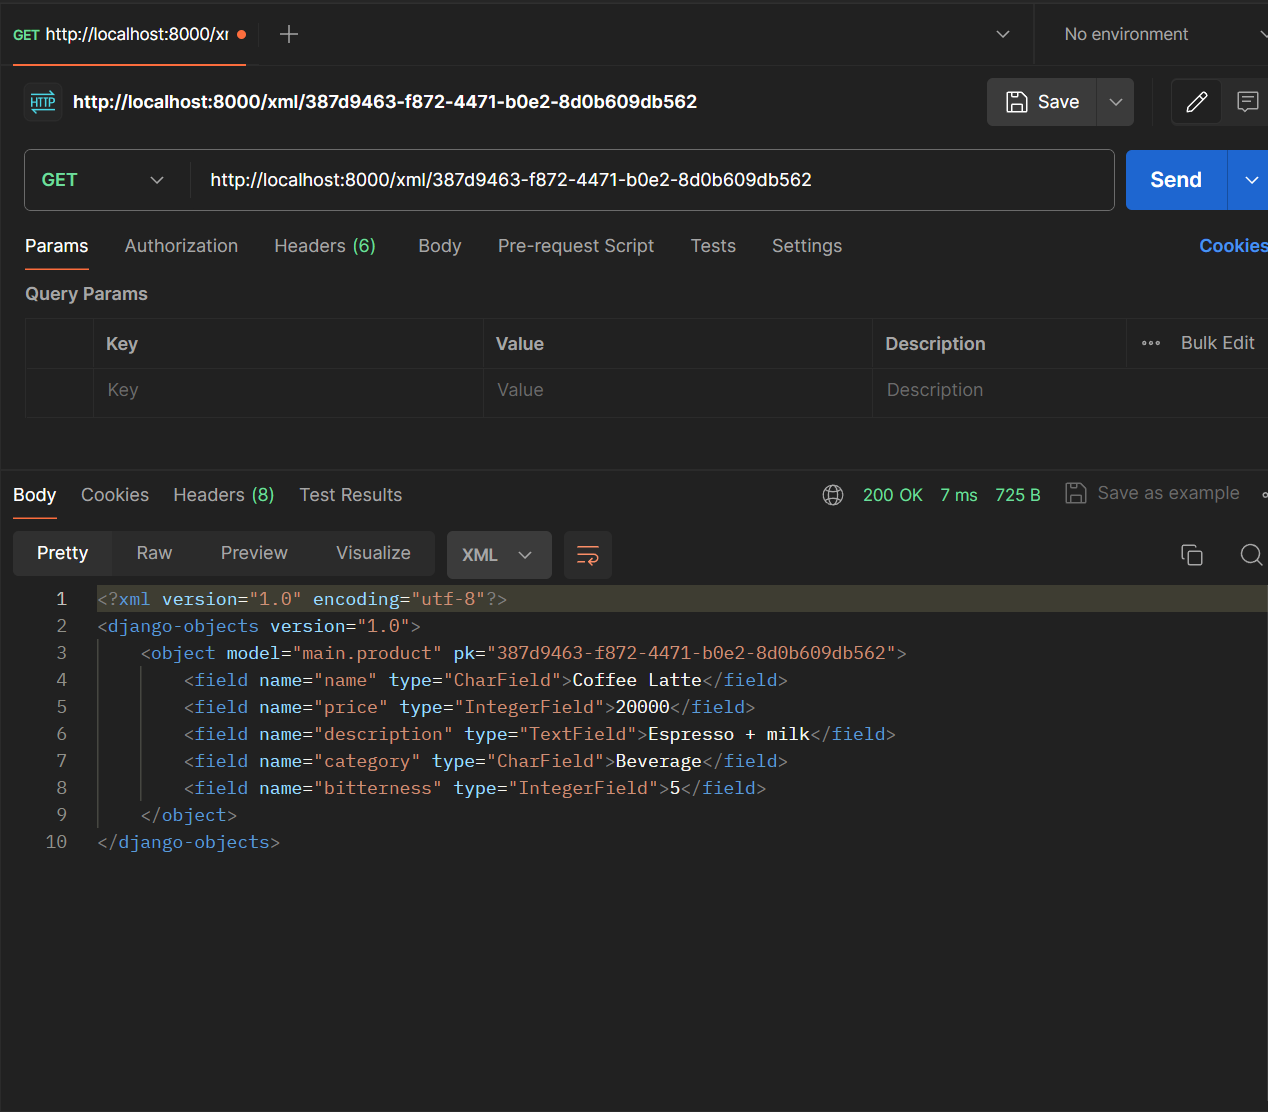 GET http://localhost:8000/xr
No environment
HTTP http://localhost:8000/xml/387d9463-f872-4471-b0e2-8d0b609db562
Save
GET http://localhost:8000/xml/387d9463-f872-4471-b0e2-8d0b609db562 Send
Params Authorization Headers (6) Body Pre-request Script Tests Settings Cookies
Query Params
Key Value Description Bulk Edit
Key Value Description
Body Cookies Headers (8) Test Results 200 OK 7 ms 725 B Save as example
Pretty Raw Preview Visualize XML
1 <?xml version="1.0" encoding="utf-8"?>
2 <django-objects version="1.0">
3 <object model="main.product" pk="387d9463-f872-4471-b0e2-8d0b609db562">
4 <field name="name" type="CharField">Coffee Latte</field>
5 <field name="price" type="IntegerField">20000</field>
6 <field name="description" type="TextField">Espresso + milk</field>
7 <field name="category" type="CharField">Beverage</field>
8 <field name="bitterness" type="IntegerField">5</field>
9 </object>
10 </django-objects>